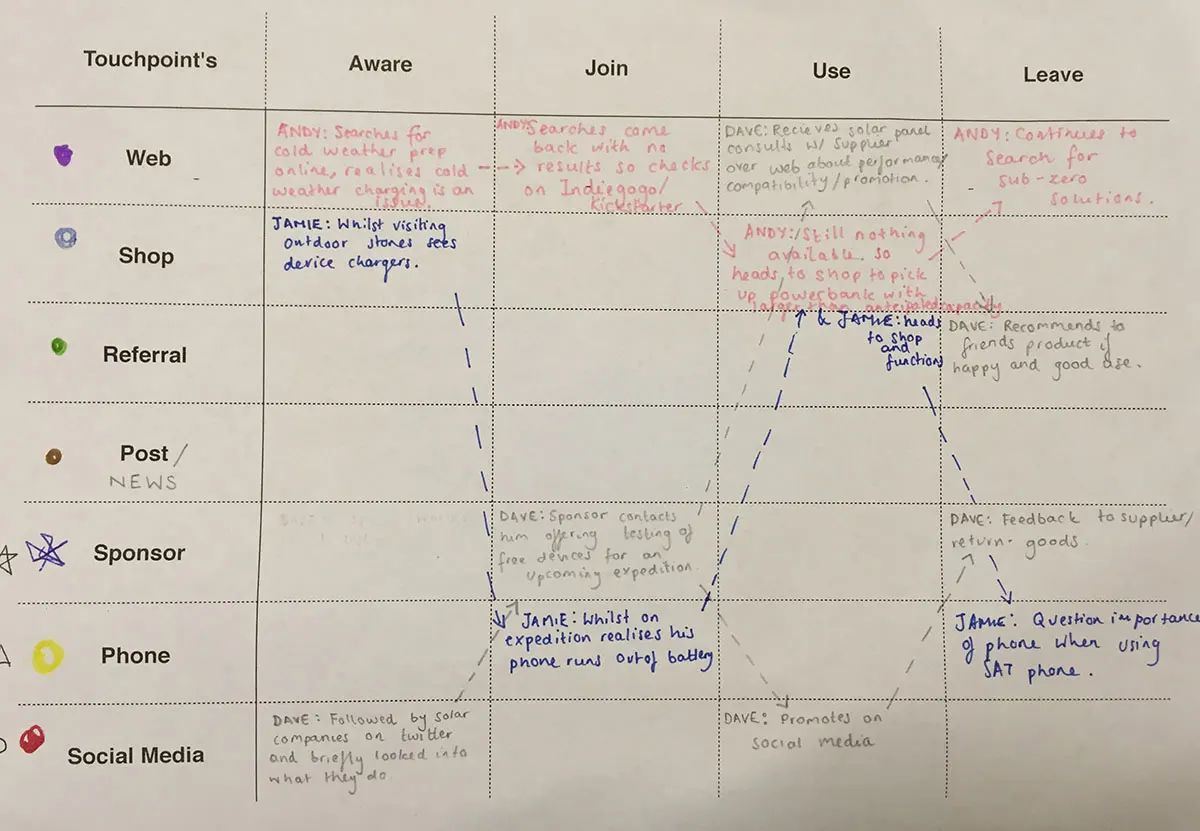 Touchpoint's
Aware
Join
Use
Leave
Web
ANDY: Searches for
cold weather prep
online, realises cold
weather charging is an
issue.
ANDY: Searches come
back with no
results so checks
on Indiegogo/
Kickstarter
DAVE: Recieves solar panel
consults w/ supplier
over web about performance/
compatibility/promotion.
ANDY: Continues to
search for
sub-zero
solutions.
Shop
JAMIE: Whilst visiting
outdoor stores sees
device chargers.
ANDY: Still nothing
available. so
heads to shop to pick
up powerbank with
larger than anticipated capacity
Referral
& JAMIE: heads
to shop
and
functions
DAVE: Recommends to
friends product if
happy and good use.
Post /
NEWS
Sponsor
DAVE: Sponsor contacts
him offering testing of
free devices for an
upcoming expedition.
DAVE: Feedback to supplier/
return goods.
Phone
JAMIE: Whilst on
expedition realises his
phone runs out of battery
JAMIE: Question importance
of phone when using
SAT phone.
Social Media
DAVE: Followed by solar
companies on twitter
and briefly looked into
what they do
DAVE: Promotes on
social media